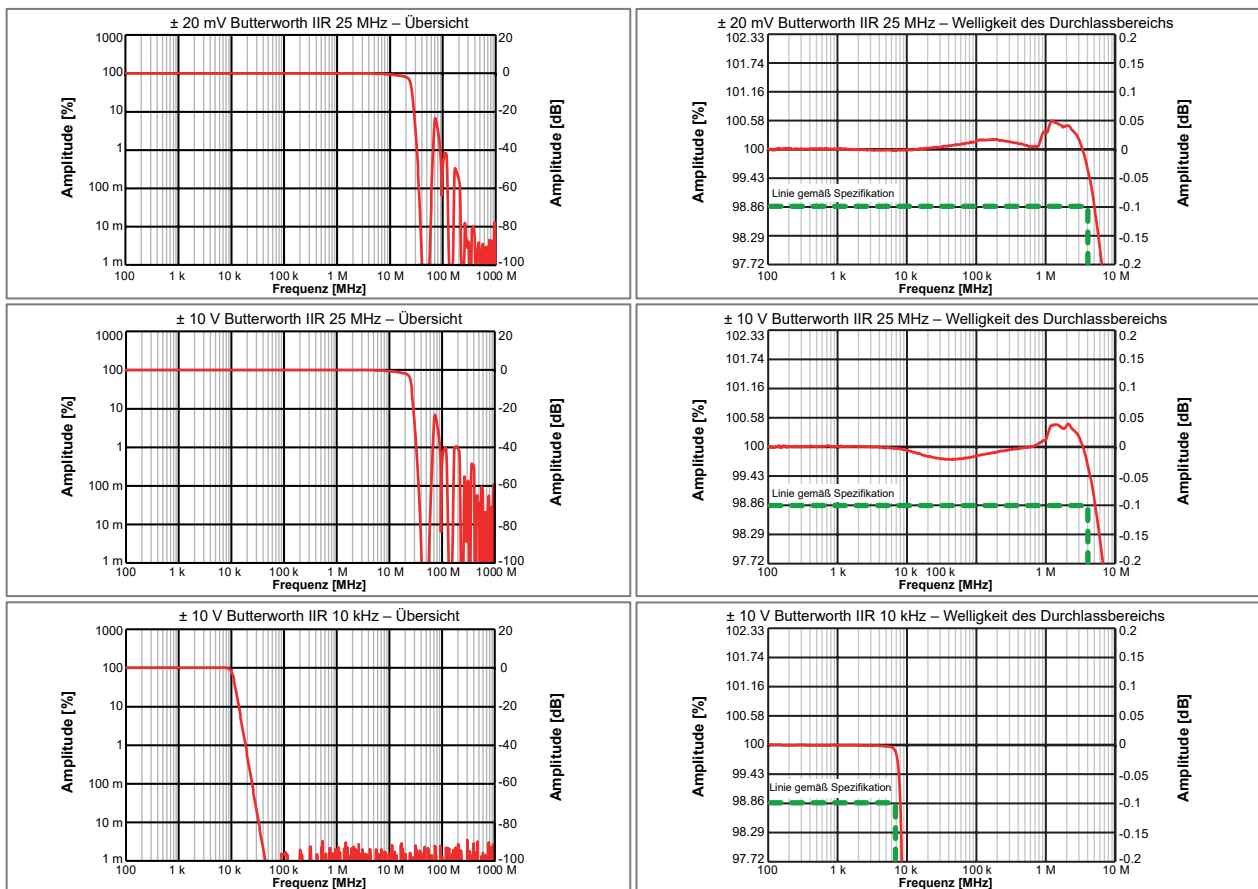 ± 20 mV Butterworth IIR 25 MHz – Übersicht
Amplitude [%]
1000
100
10
1
100 m
10 m
1 m
20
0
-20
-40
-60
-80
-100
Amplitude [dB]
100 1 k 10 k 100 k 1 M 10 M 100 M 1000 M
Frequenz [MHz]
± 20 mV Butterworth IIR 25 MHz – Welligkeit des Durchlassbereichs
Amplitude [%]
102.33
101.74
101.16
100.58
100
99.43
98.86
98.29
97.72
Linie gemäß Spezifikation
0.2
0.15
0.1
0.05
0
-0.05
-0.1
-0.15
-0.2
Amplitude [dB]
100 1 k 10 k 100 k 1 M 10 M
Frequenz [MHz]
± 10 V Butterworth IIR 25 MHz – Übersicht
Amplitude [%]
1000
100
10
1
100 m
10 m
1 m
20
0
-20
-40
-60
-80
-100
Amplitude [dB]
100 1 k 10 k 100 k 1 M 10 M 100 M 1000 M
Frequenz [MHz]
± 10 V Butterworth IIR 25 MHz – Welligkeit des Durchlassbereichs
Amplitude [%]
102.33
101.74
101.16
100.58
100
99.43
98.86
98.29
97.72
Linie gemäß Spezifikation
0.2
0.15
0.1
0.05
0
-0.05
-0.1
-0.15
-0.2
Amplitude [dB]
100 1 k 10 k 100 k 1 M 10 M
Frequenz [MHz]
± 10 V Butterworth IIR 10 kHz – Übersicht
Amplitude [%]
1000
100
10
1
100 m
10 m
1 m
20
0
-20
-40
-60
-80
-100
Amplitude [dB]
100 1 k 10 k 100 k 1 M 10 M 100 M 1000 M
Frequenz [MHz]
± 10 V Butterworth IIR 10 kHz – Welligkeit des Durchlassbereichs
Amplitude [%]
102.33
101.74
101.16
100.58
100
99.43
98.86
98.29
97.72
Linie gemäß Spezifikation
0.2
0.15
0.1
0.05
0
-0.05
-0.1
-0.15
-0.2
Amplitude [dB]
100 1 k 10 k 100 k 1 M 10 M
Frequenz [MHz]